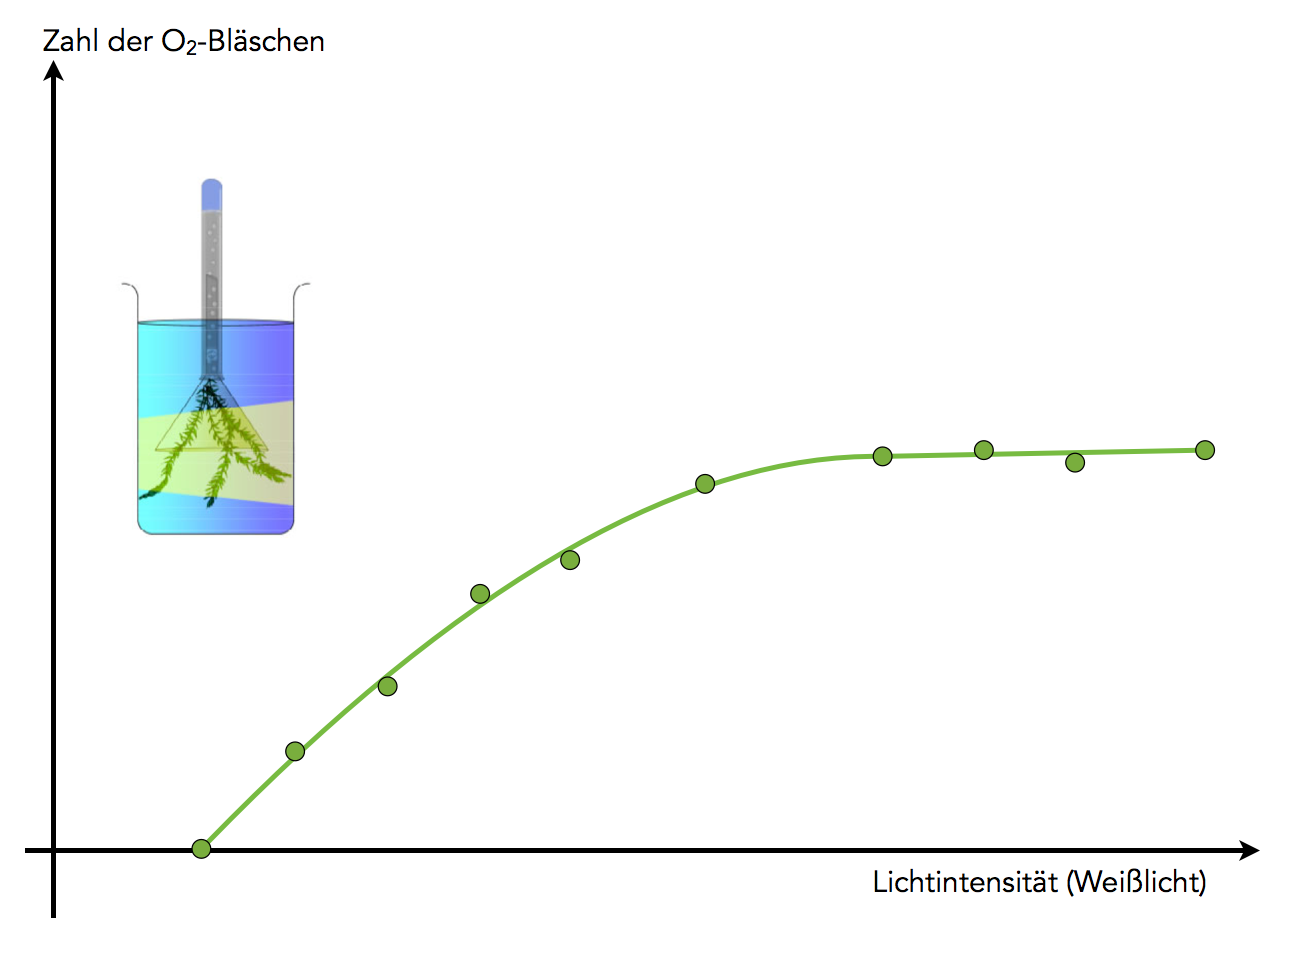 Zahl der O₂-Bläschen
Lichtintensität (Weißlicht)